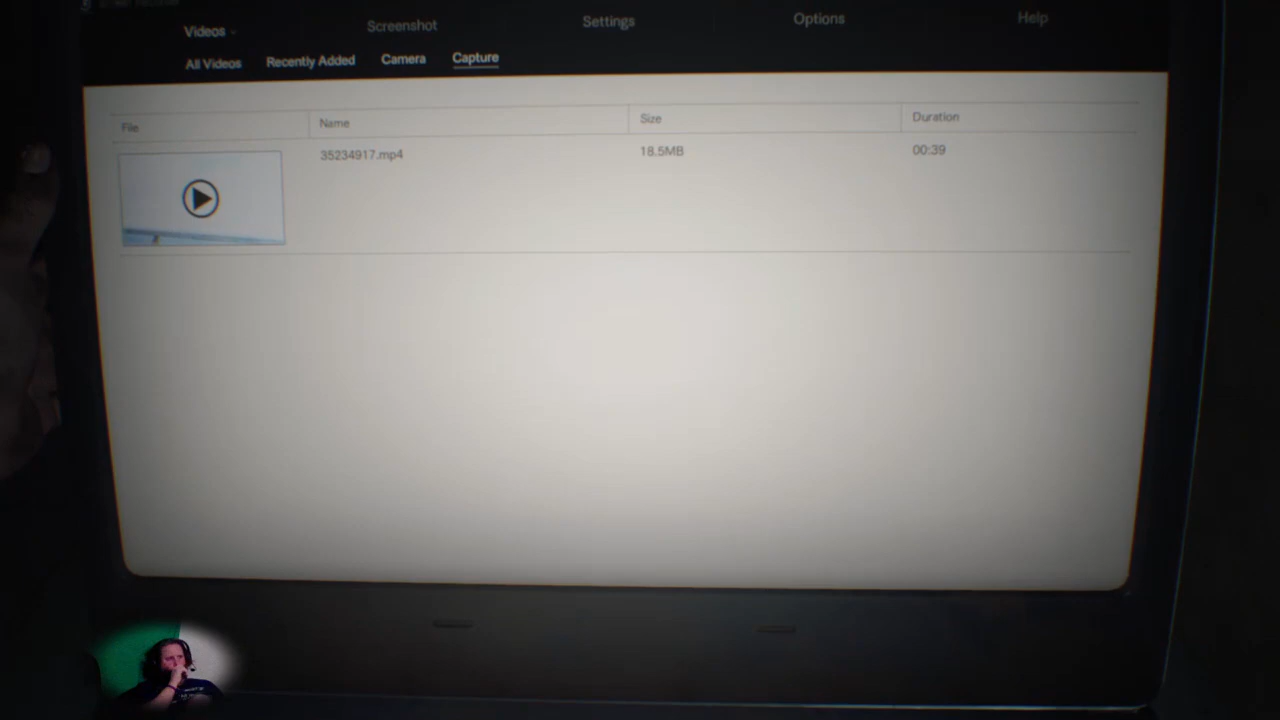 Videos Screenshot Settings Options Help
All Videos Recently Added Camera Capture
File Name Size Duration
35234917.mp4 18.5MB 00:39